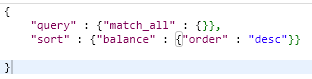 {
"query" : {"match_all" : {}},
"sort" : {"balance" : {"order" : "desc"}}
}